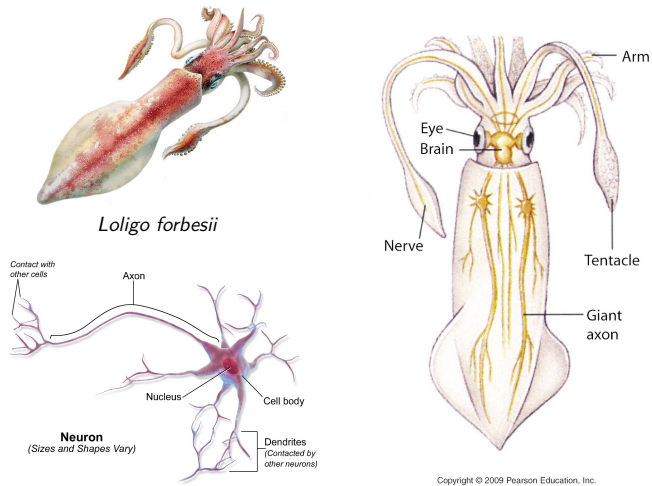 Loligo forbesii
Contact with
other cells
Axon
Nucleus
Cell body
Neuron
(Sizes and Shapes Vary)
Dendrites
(Contacted by
other neurons)
Arm
Eye
Brain
Nerve
Tentacle
Giant
axon
Copyright © 2009 Pearson Education, Inc.